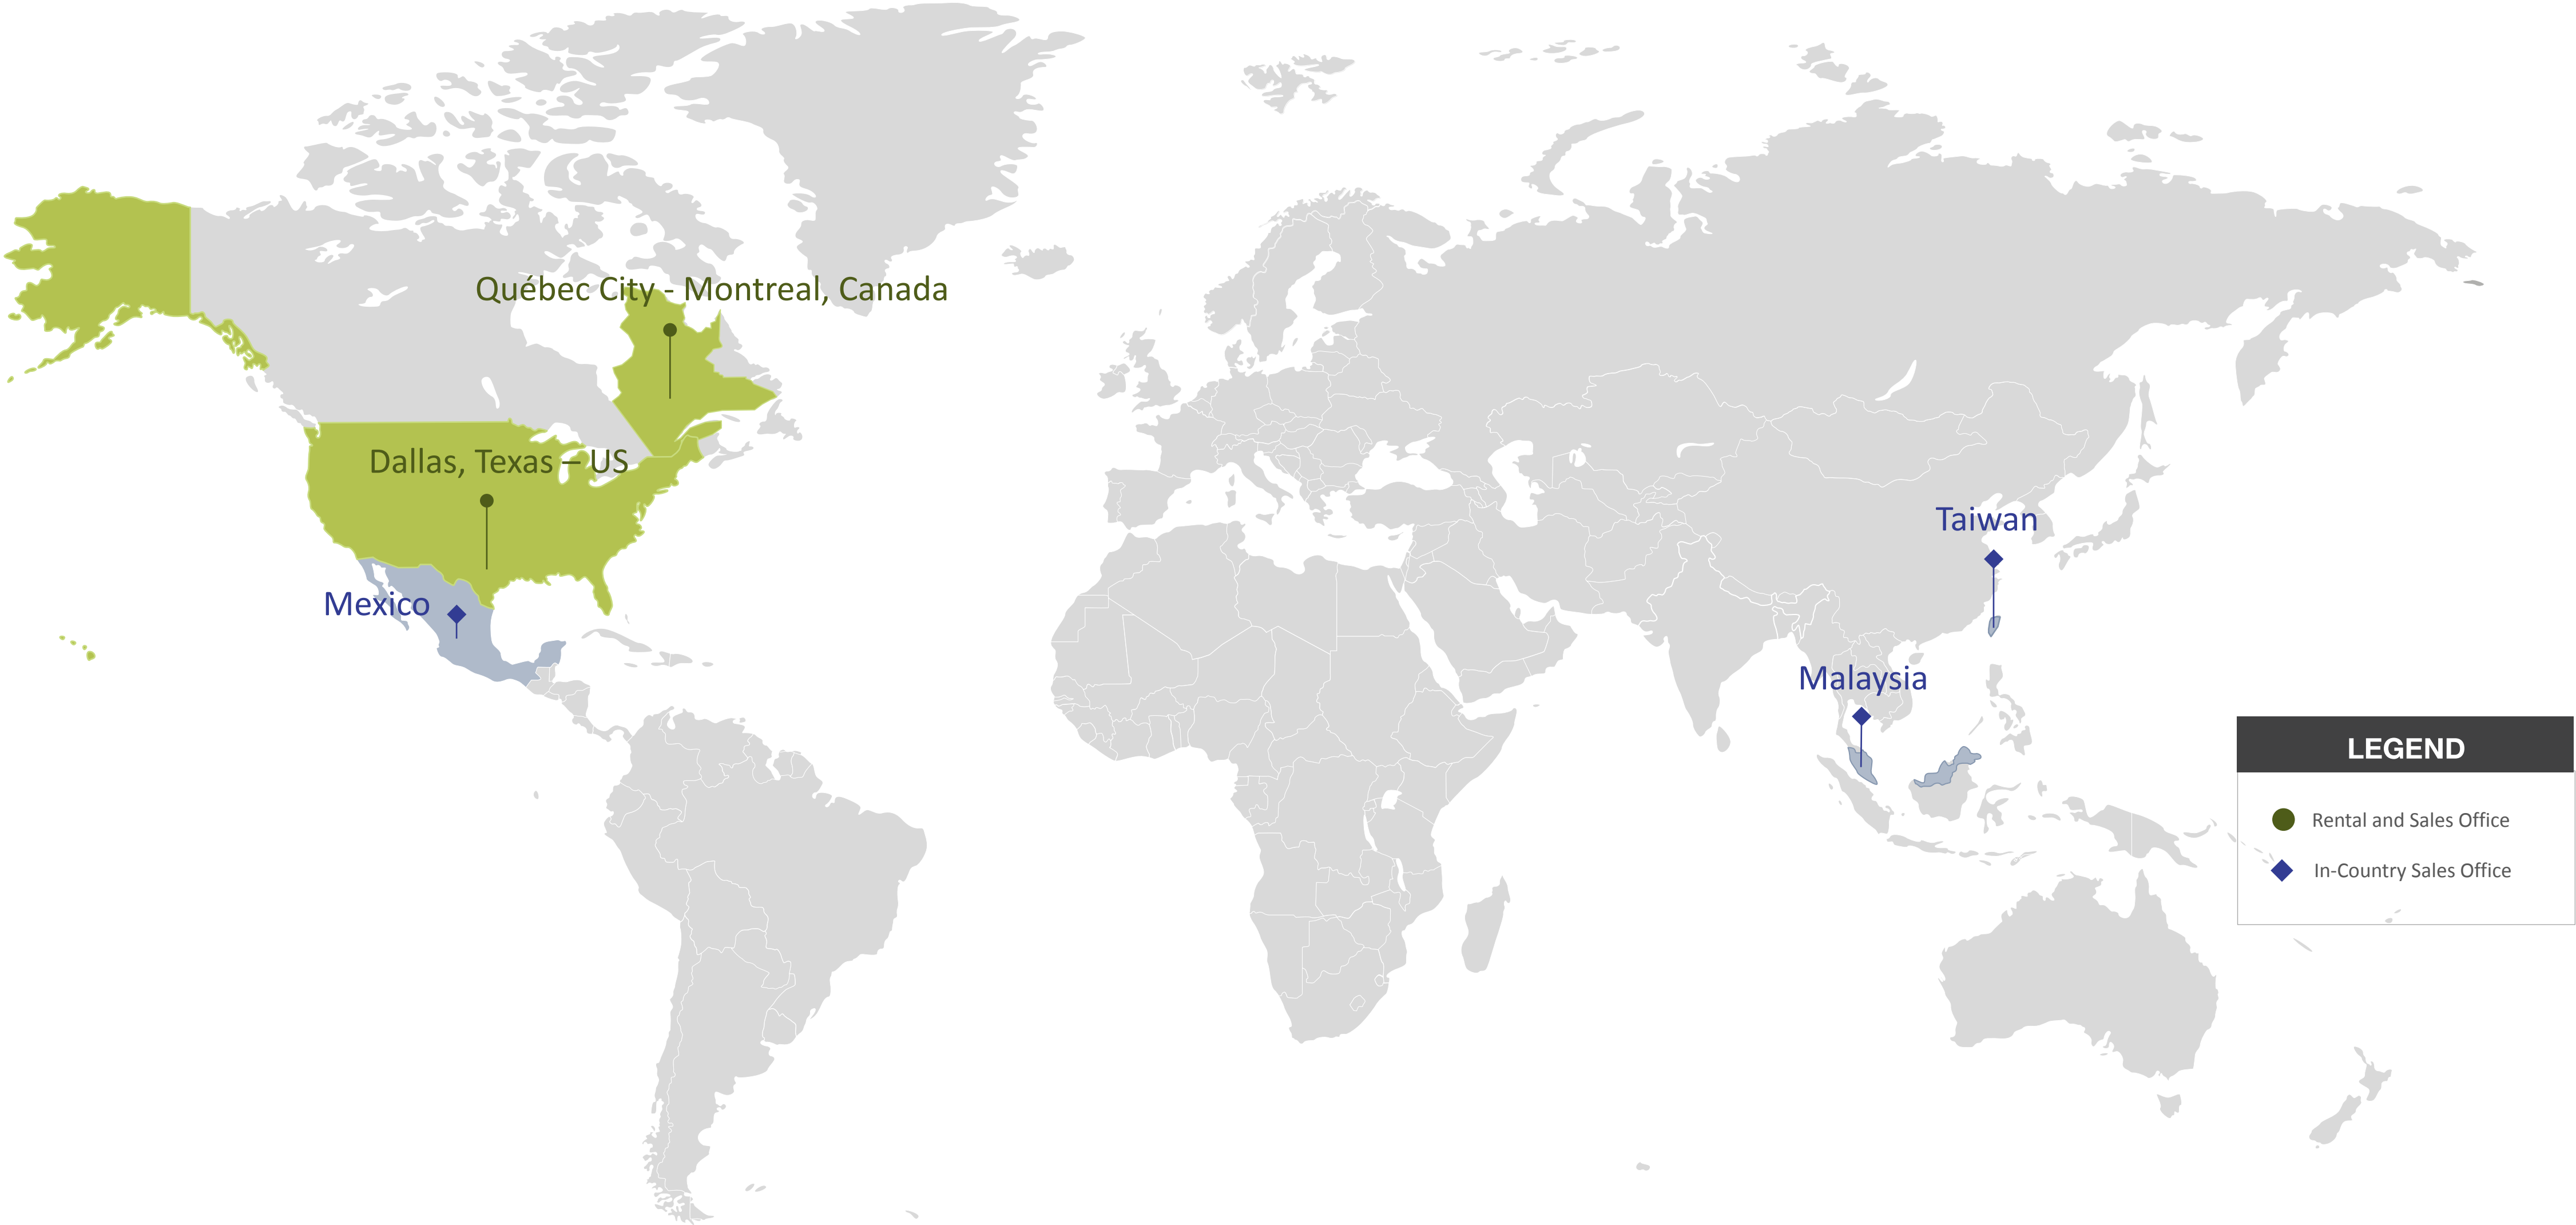 Québec City - Montreal, Canada
Dallas, Texas – US
Mexico
Taiwan
Malaysia
LEGEND
Rental and Sales Office
In-Country Sales Office